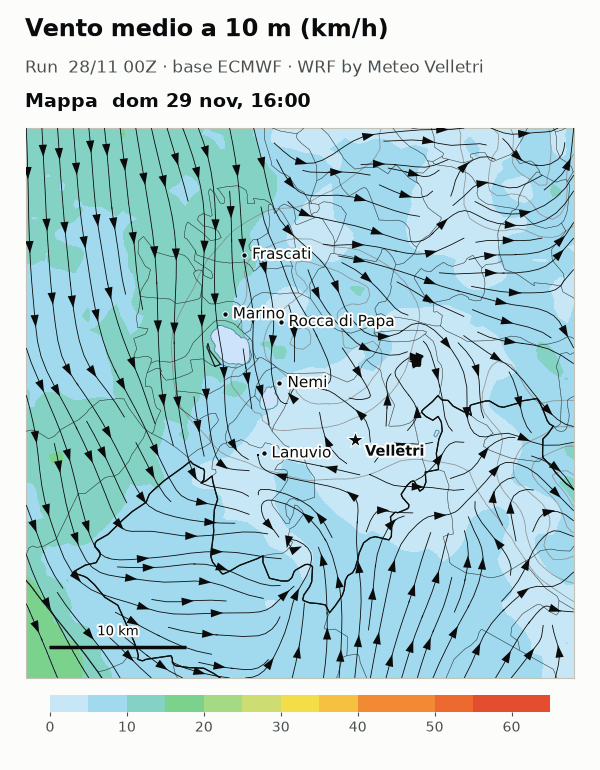 Vento medio a 10 m (km/h)
Run  28/11 00Z · base ECMWF · WRF by Meteo Velletri
Mappa  dom 29 nov, 16:00
Frascati
Marino
Rocca di Papa
Nemi
Velletri
Lanuvio
10 km
0 10 20 30 40 50 60